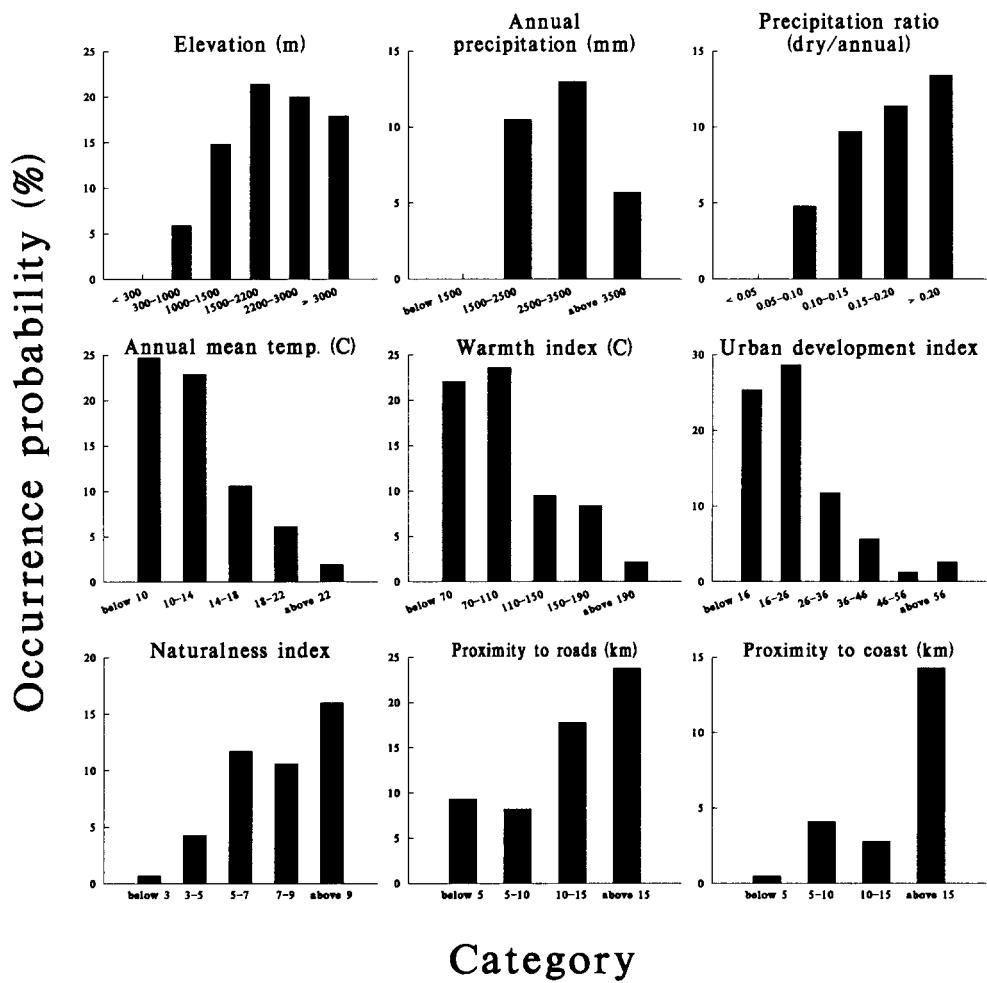 Occurrence probability (%)
Elevation (m)
25
20
15
10
5
0
< 300
300-1000
1000-1500
1500-2200
2200-3000
> 3000
Annual
precipitation (mm)
15
10
5
0
below 1500
1500-2500
2500-3500
above 3500
Precipitation ratio
(dry/annual)
15
10
5
0
< 0.05
0.05-0.10
0.10-0.15
0.15-0.20
> 0.20
Annual mean temp. (C)
25
20
15
10
5
0
below 10
10-14
14-18
18-22
above 22
Warmth index (C)
25
20
15
10
5
0
below 70
70-110
110-150
150-190
above 190
Urban development index
30
20
10
0
below 16
16-26
26-36
36-46
46-56
above 56
Naturalness index
20
15
10
5
0
below 3
3-5
5-7
7-9
above 9
Proximity to roads (km)
25
20
15
10
5
0
below 5
5-10
10-15
above 15
Proximity to coast (km)
15
10
5
0
below 5
5-10
10-15
above 15
Category